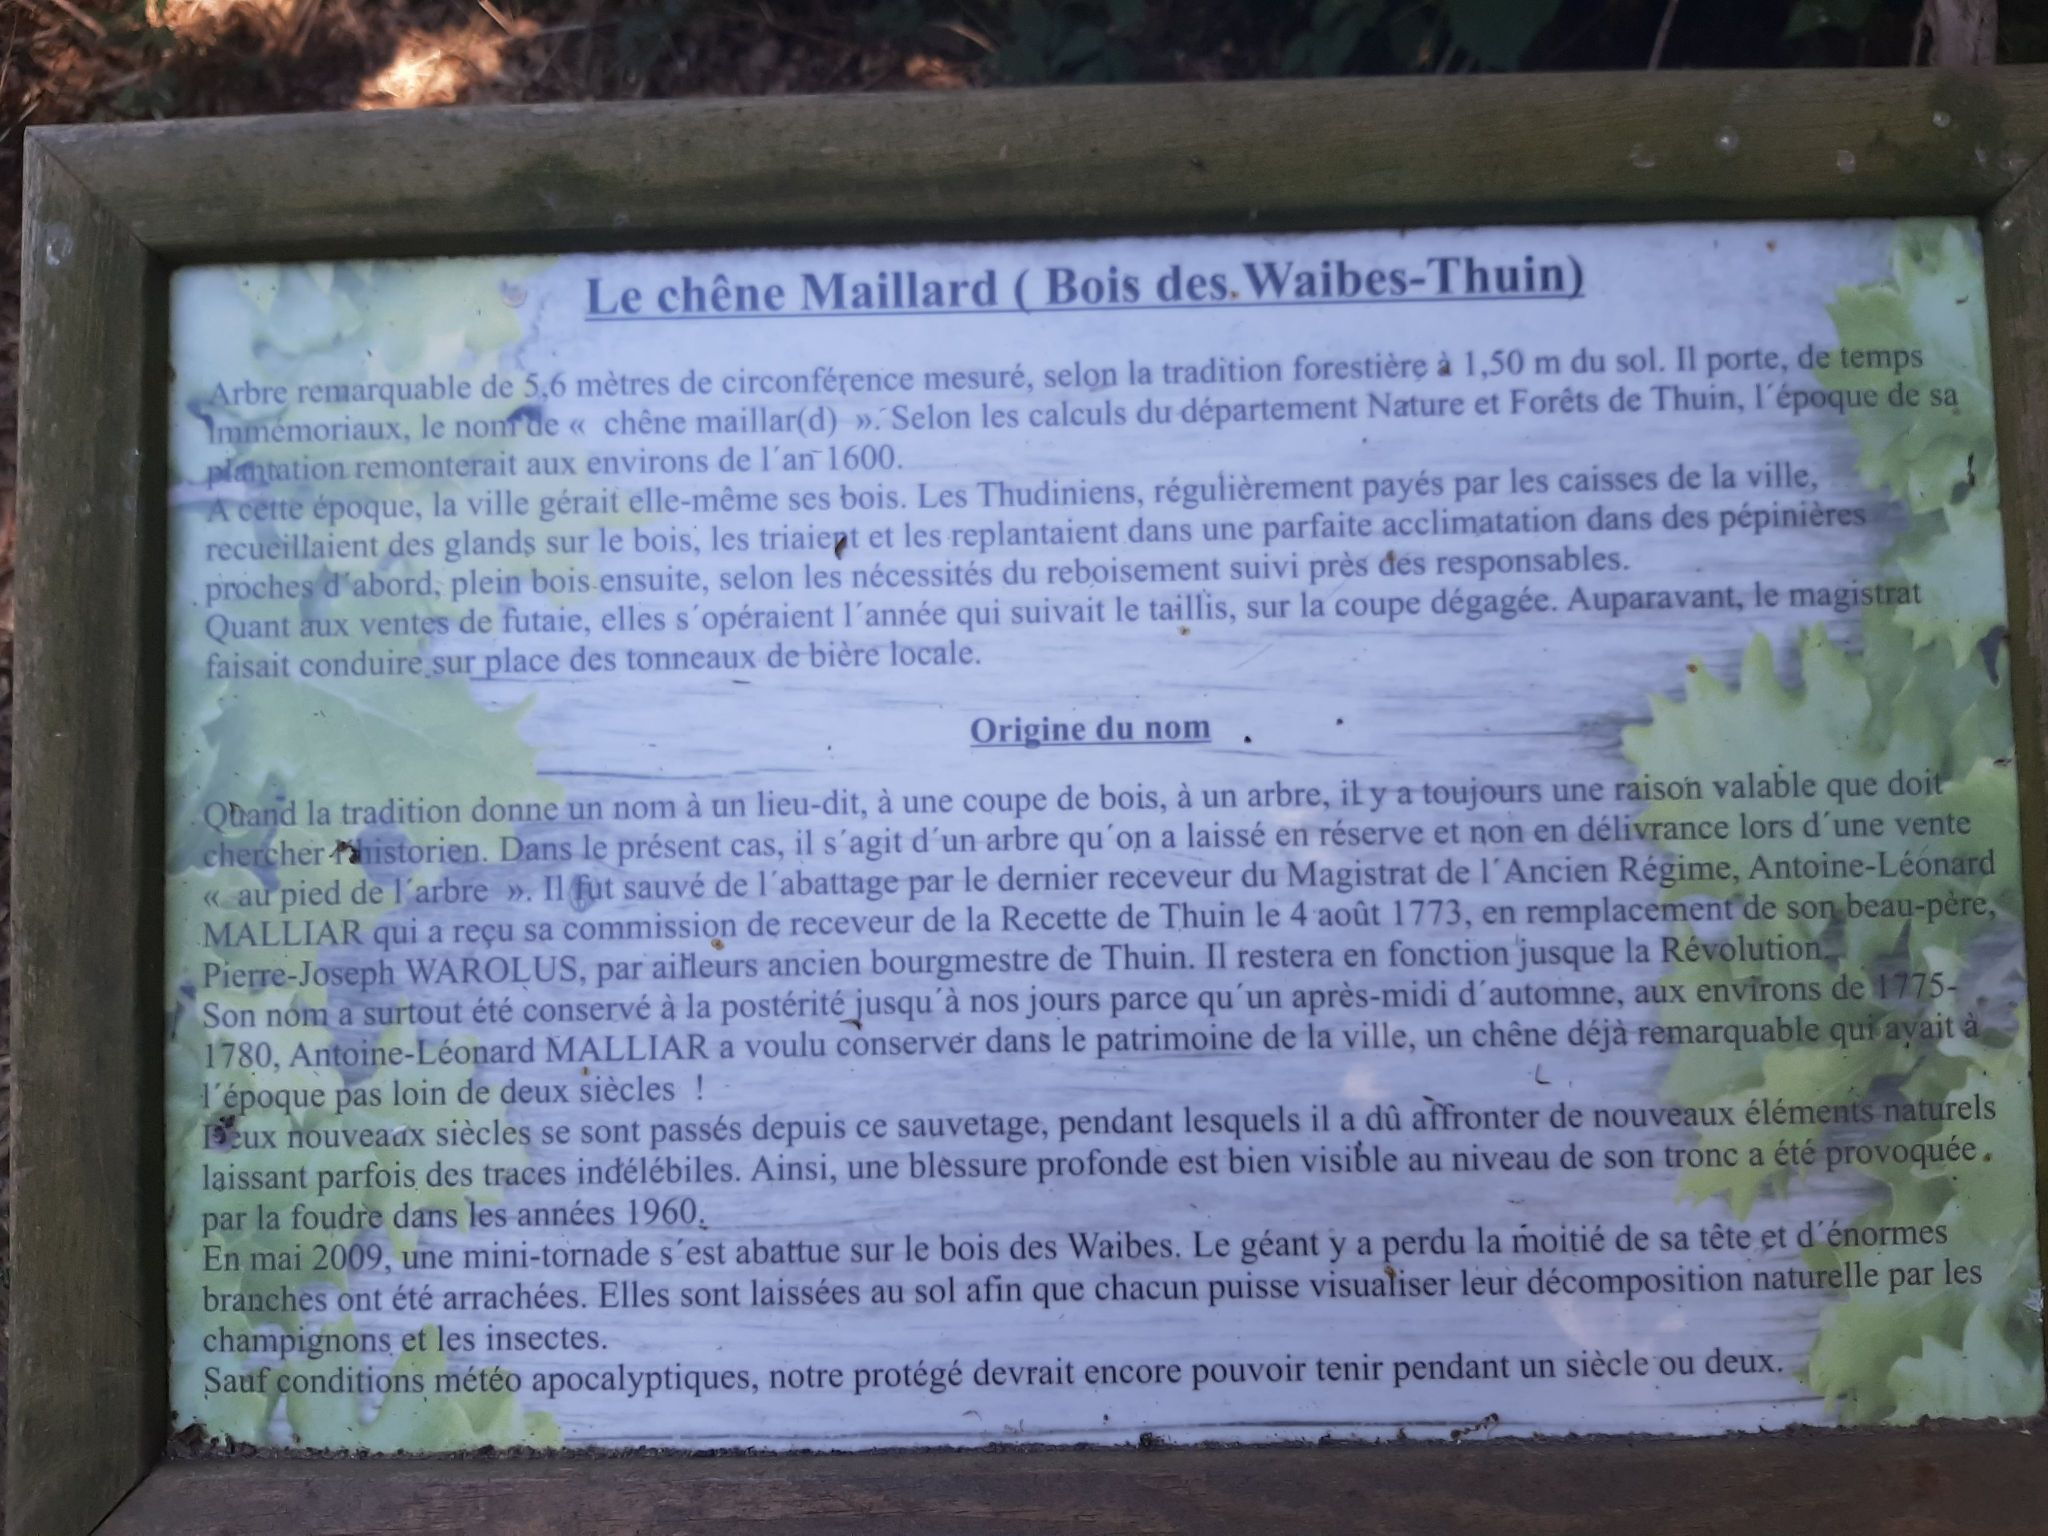 Le chêne Maillard ( Bois des Waibes-Thuin)
Arbre remarquable de 5,6 mètres de circonférence mesuré, selon la tradition forestière à 1,50 m du sol. Il porte, de temps
immémoriaux, le nom de « chêne maillar(d) ». Selon les calculs du département Nature et Forêts de Thuin, l´époque de sa
plantation remonterait aux environs de l´an 1600.
A cette époque, la ville gérait elle-même ses bois. Les Thudiniens, régulièrement payés par les caisses de la ville,
recueillaient des glands sur le bois, les triaient et les replantaient dans une parfaite acclimatation dans des pépinières
proches d´abord, plein bois ensuite, selon les nécessités du reboisement suivi près des responsables.
Quant aux ventes de futaie, elles s´opéraient l´année qui suivait le taillis, sur la coupe dégagée. Auparavant, le magistrat
faisait conduire sur place des tonneaux de bière locale.
Origine du nom
Quand la tradition donne un nom à un lieu-dit, à une coupe de bois, à un arbre, il y a toujours une raison valable que doit
chercher l´historien. Dans le présent cas, il s´agit d´un arbre qu´on a laissé en réserve et non en délivrance lors d´une vente
« au pied de l´arbre ». Il fut sauvé de l´abattage par le dernier receveur du Magistrat de l´Ancien Régime, Antoine-Léonard
MALLIAR qui a reçu sa commission de receveur de la Recette de Thuin le 4 août 1773, en remplacement de son beau-père,
Pierre-Joseph WAROLUS, par ailleurs ancien bourgmestre de Thuin. Il restera en fonction jusque la Révolution.
Son nom a surtout été conservé à la postérité jusqu´à nos jours parce qu´un après-midi d´automne, aux environs de 1775-
1780, Antoine-Léonard MALLIAR a voulu conserver dans le patrimoine de la ville, un chêne déjà remarquable qui avait à
l´époque pas loin de deux siècles !
Deux nouveaux siècles se sont passés depuis ce sauvetage, pendant lesquels il a dû affronter de nouveaux éléments naturels
laissant parfois des traces indélébiles. Ainsi, une blessure profonde est bien visible au niveau de son tronc a été provoquée
par la foudre dans les années 1960.
En mai 2009, une mini-tornade s´est abattue sur le bois des Waibes. Le géant y a perdu la moitié de sa tête et d´énormes
branches ont été arrachées. Elles sont laissées au sol afin que chacun puisse visualiser leur décomposition naturelle par les
champignons et les insectes.
Sauf conditions météo apocalyptiques, notre protégé devrait encore pouvoir tenir pendant un siècle ou deux.